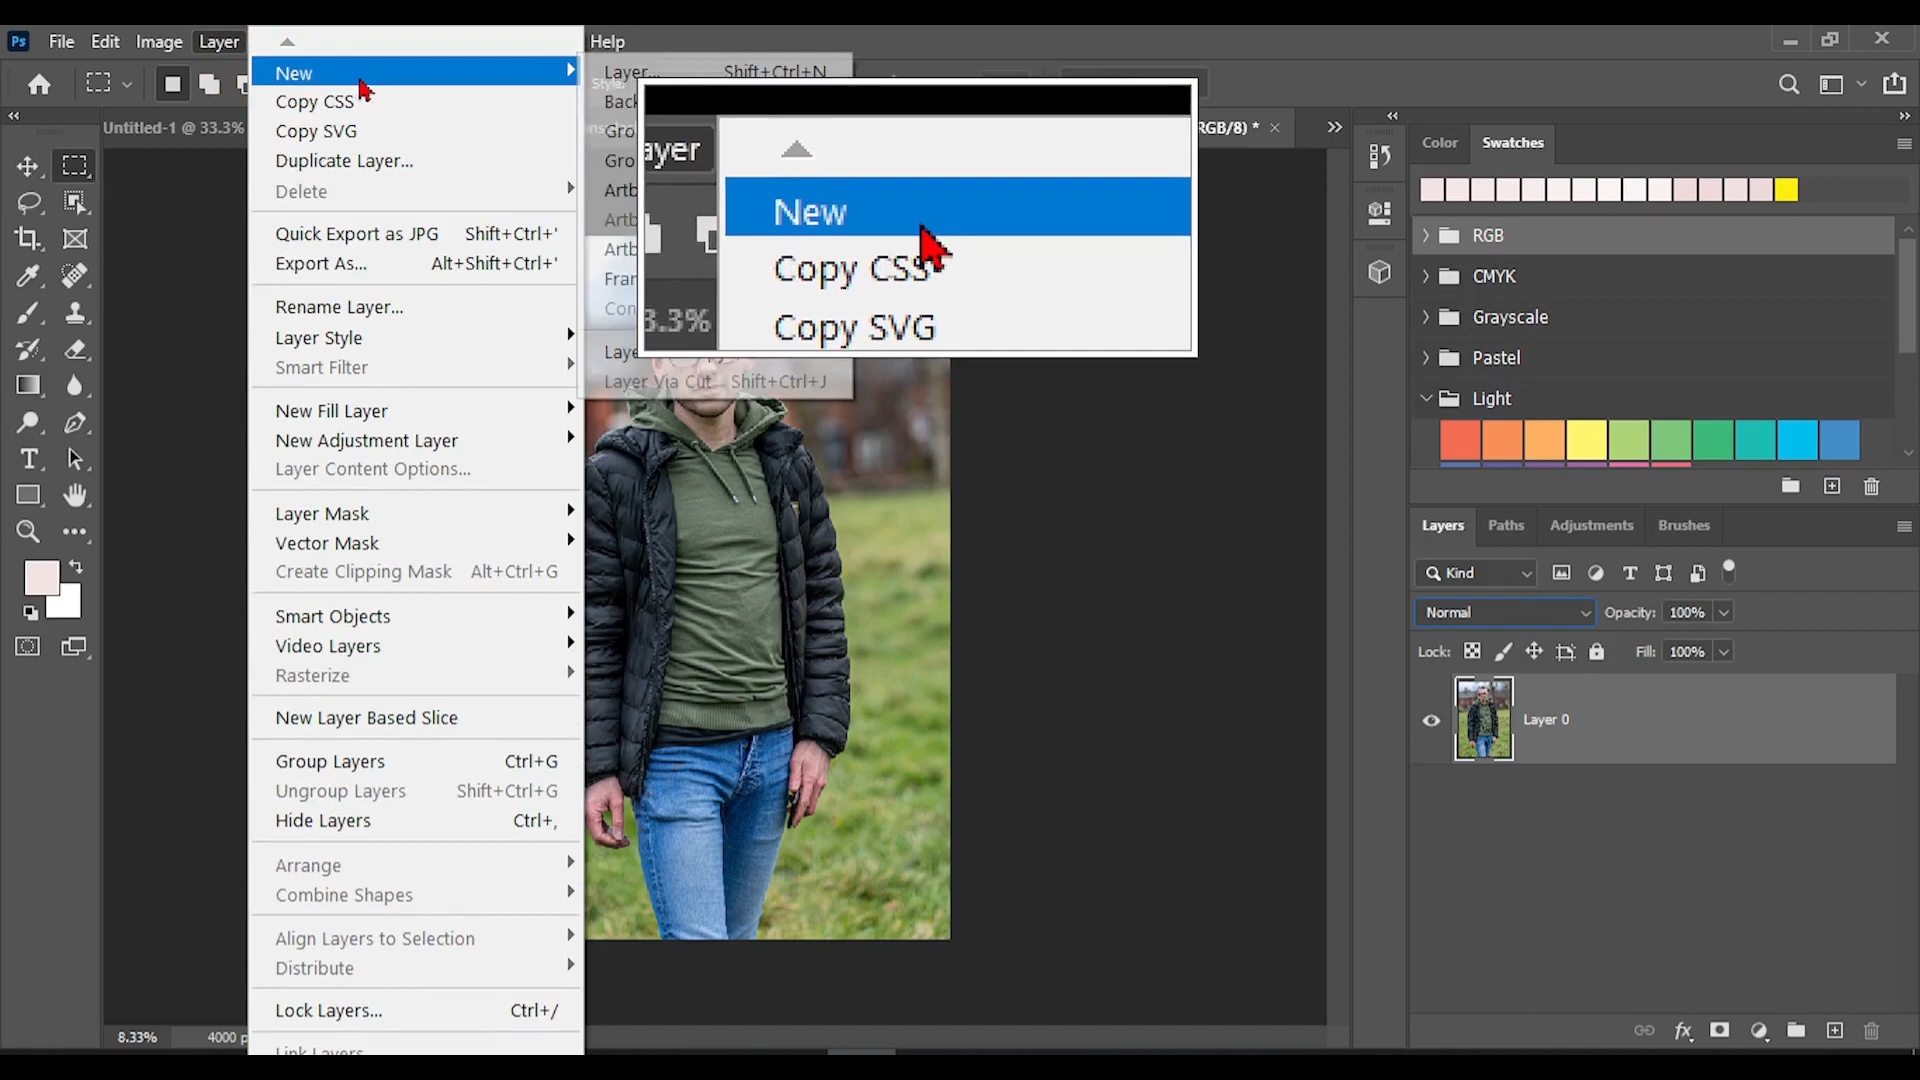 Ps File Edit Image Layer Help
New
Copy CSS
Copy SVG
Duplicate Layer...
Delete
Quick Export as JPG Shift+Ctrl+'
Export As... Alt+Shift+Ctrl+'
Rename Layer...
Layer Style
Smart Filter
New Fill Layer
New Adjustment Layer
Layer Content Options...
Layer Mask
Vector Mask
Create Clipping Mask Alt+Ctrl+G
Smart Objects
Video Layers
Rasterize
New Layer Based Slice
Group Layers Ctrl+G
Ungroup Layers Shift+Ctrl+G
Hide Layers Ctrl+,
Arrange
Combine Shapes
Align Layers to Selection
Distribute
Lock Layers... Ctrl+/
Link Layers
Layer... Shift+Ctrl+N
Bac
Gro
Gro
Artb
Artb
Artb
Fran
Con
Laye
Layer Via Cut Shift+Ctrl+J
ayer
New
Copy CSS
Copy SVG
3.3%
Untitled-1 @ 33.3%
RGB/8) *
Color Swatches
RGB
CMYK
Grayscale
Pastel
Light
Layers Paths Adjustments Brushes
Kind
Normal Opacity: 100%
Lock: Fill: 100%
Layer 0
8.33% 4000 p